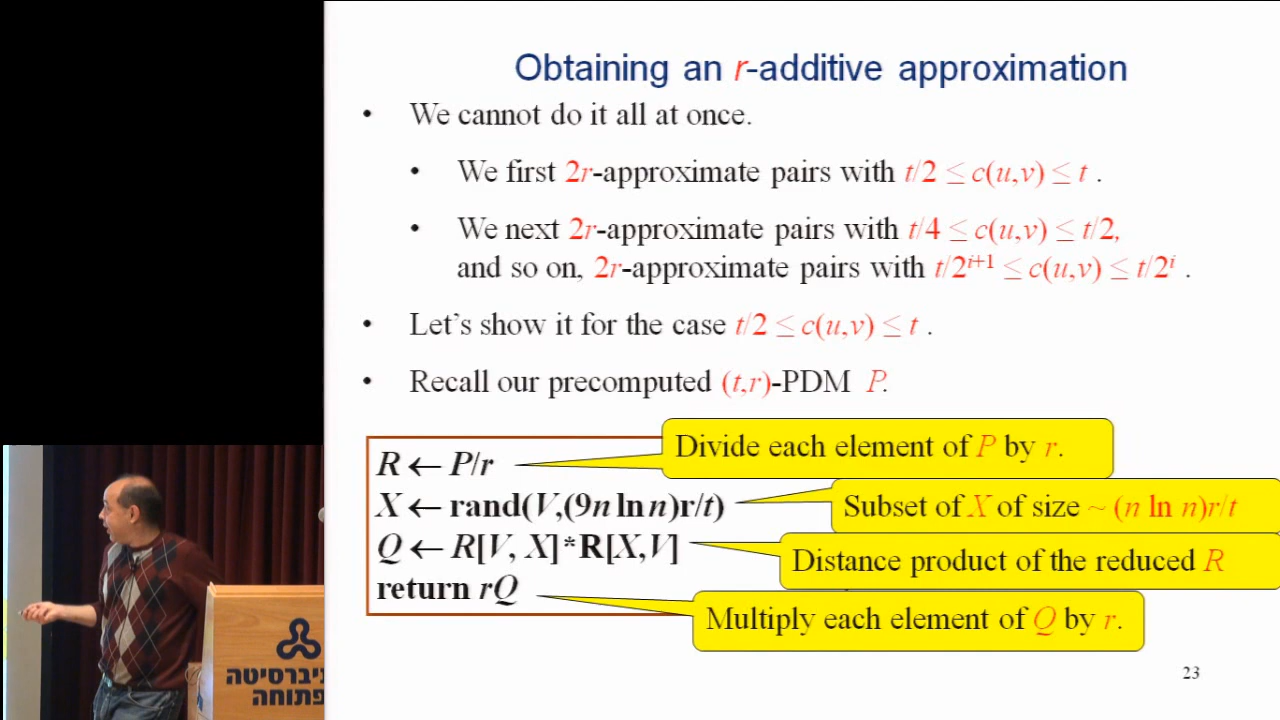 Obtaining an r-additive approximation
• We cannot do it all at once.
• We first 2r-approximate pairs with t/2 ≤ c(u,v) ≤ t .
• We next 2r-approximate pairs with t/4 ≤ c(u,v) ≤ t/2,
and so on, 2r-approximate pairs with t/2^{i+1} ≤ c(u,v) ≤ t/2^i .
• Let's show it for the case t/2 ≤ c(u,v) ≤ t .
• Recall our precomputed (t,r)-PDM P.
R ← P/r
Divide each element of P by r.
X ← rand(V,(9n ln n)r/t)
Subset of X of size ~ (n ln n)r/t
Q ← R[V, X]*R[X,V]
Distance product of the reduced R
return rQ
Multiply each element of Q by r.
23
פתוחה